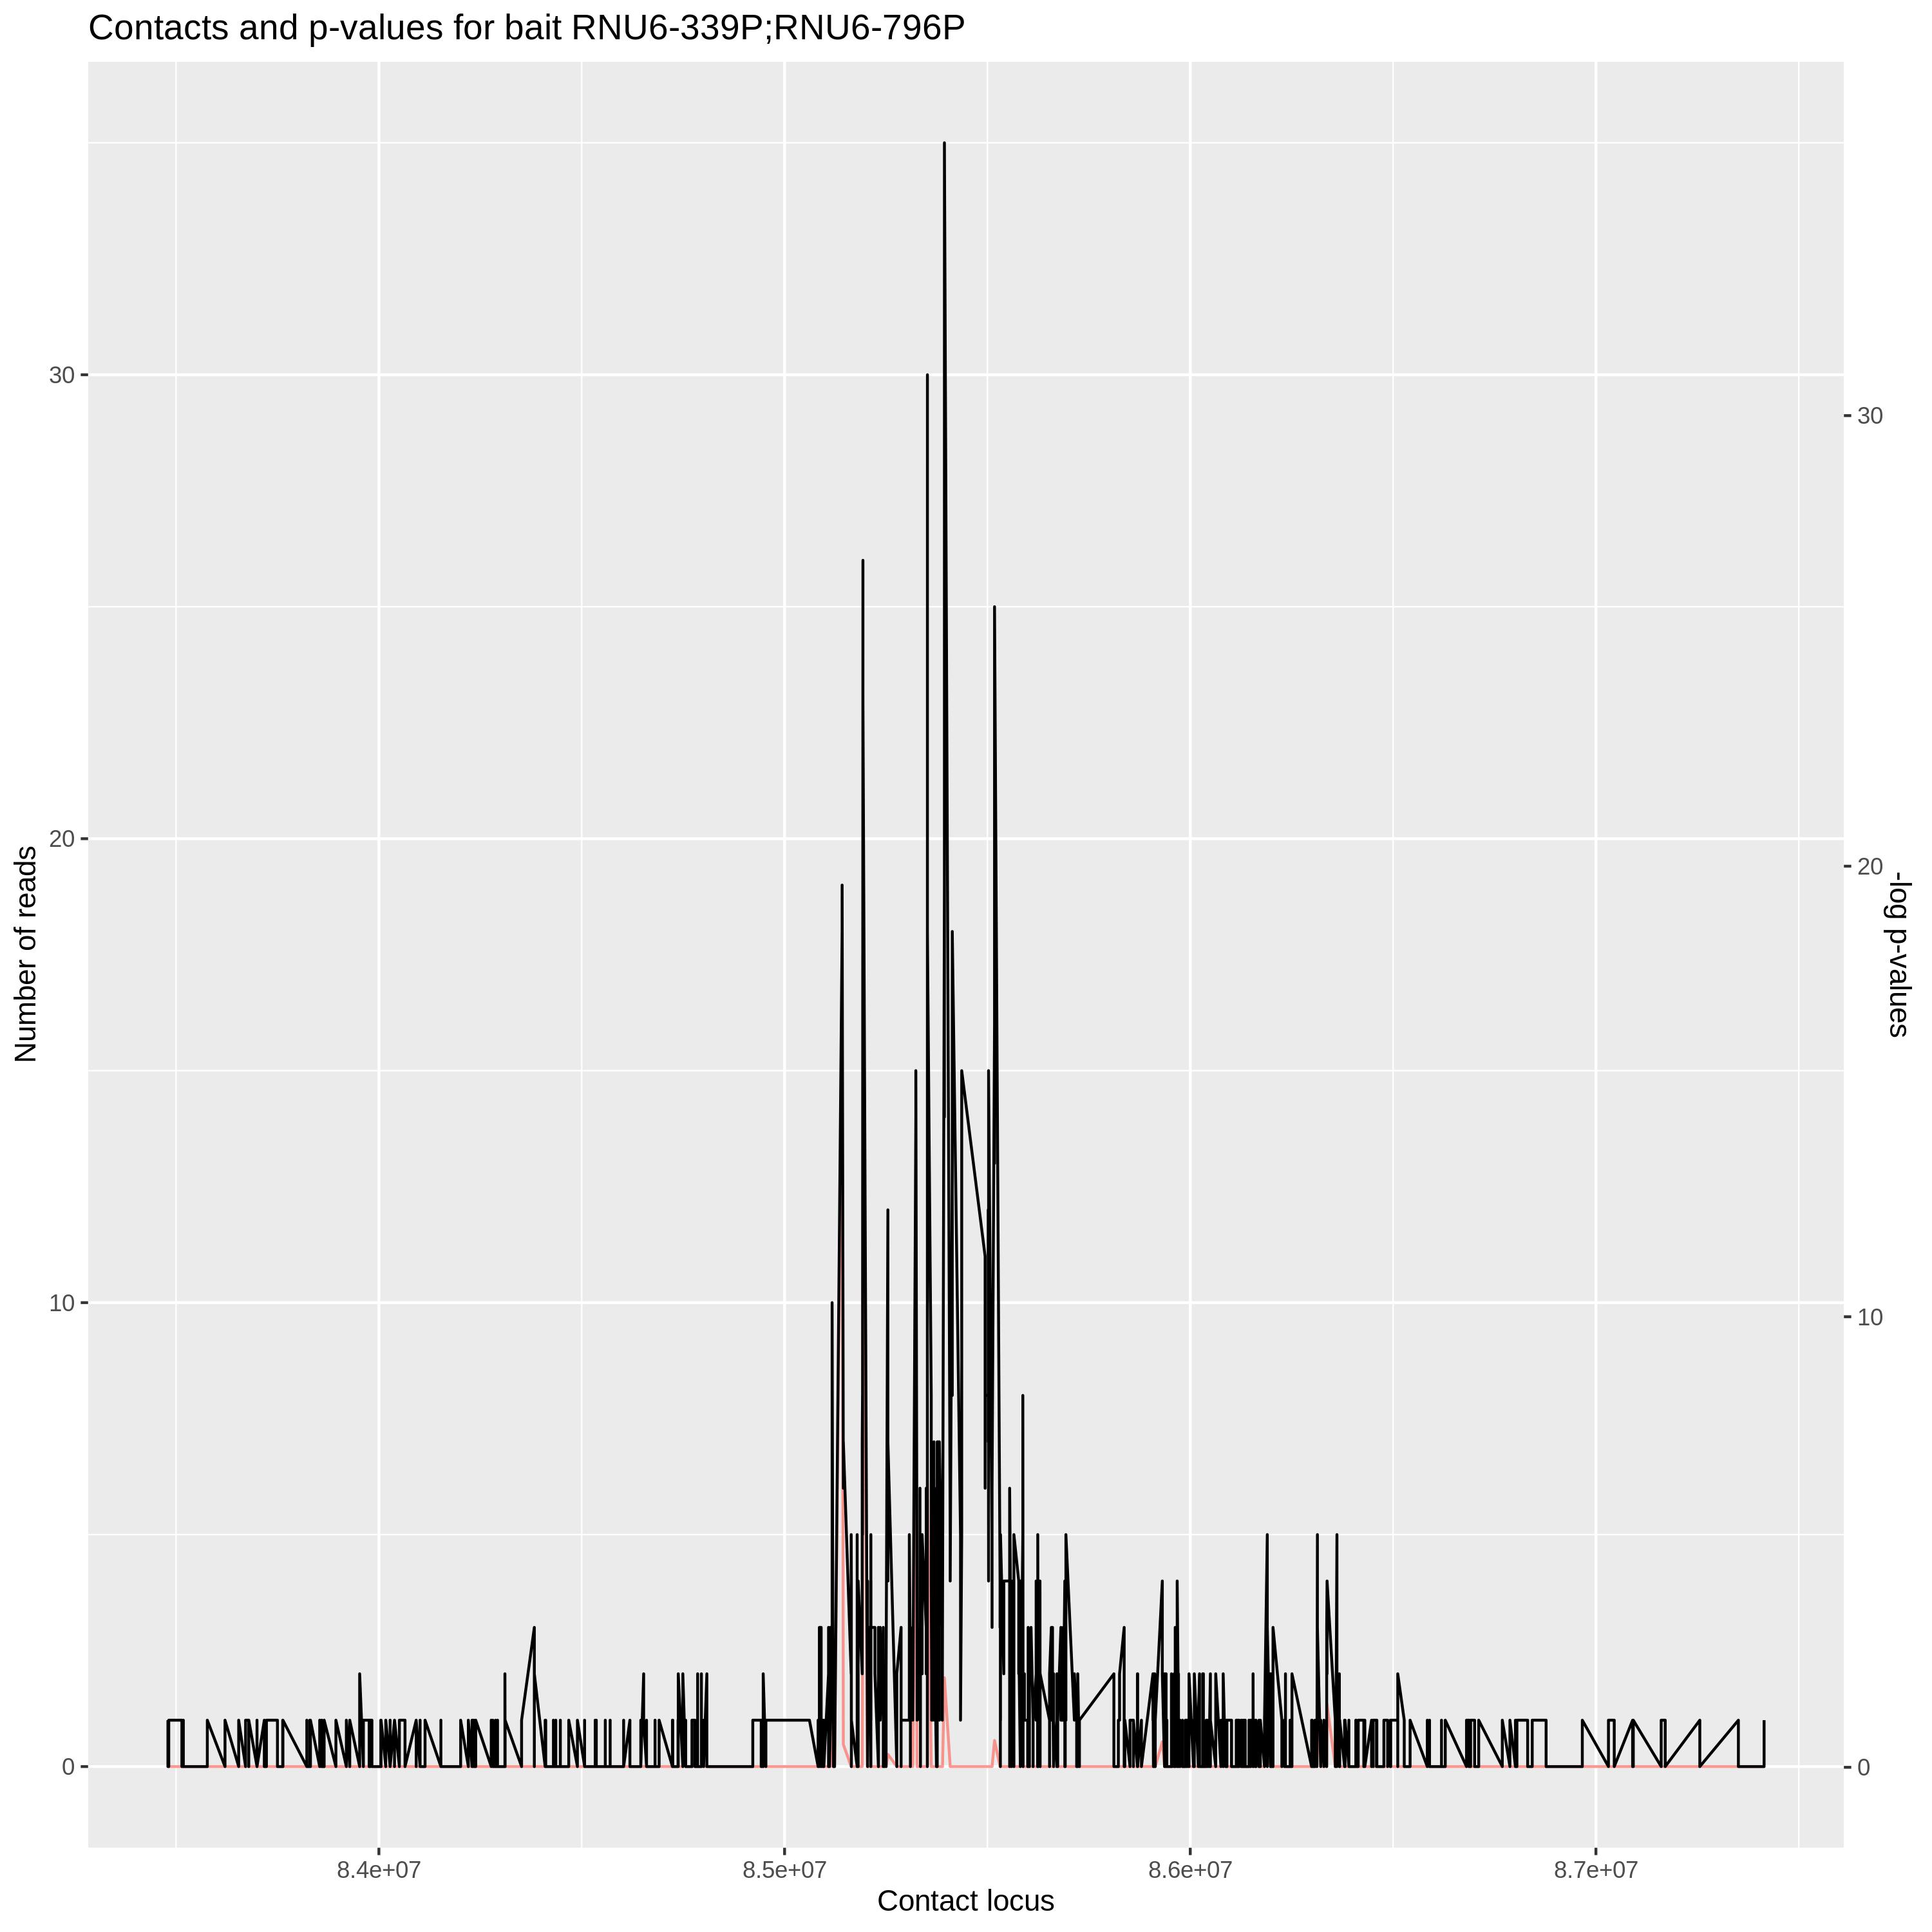 Contacts and p-values for bait RNU6-339P;RNU6-796P
Number of reads
30
20
10
0
30
20
10
0
-log p-values
8.4e+07 8.5e+07 8.6e+07 8.7e+07
Contact locus